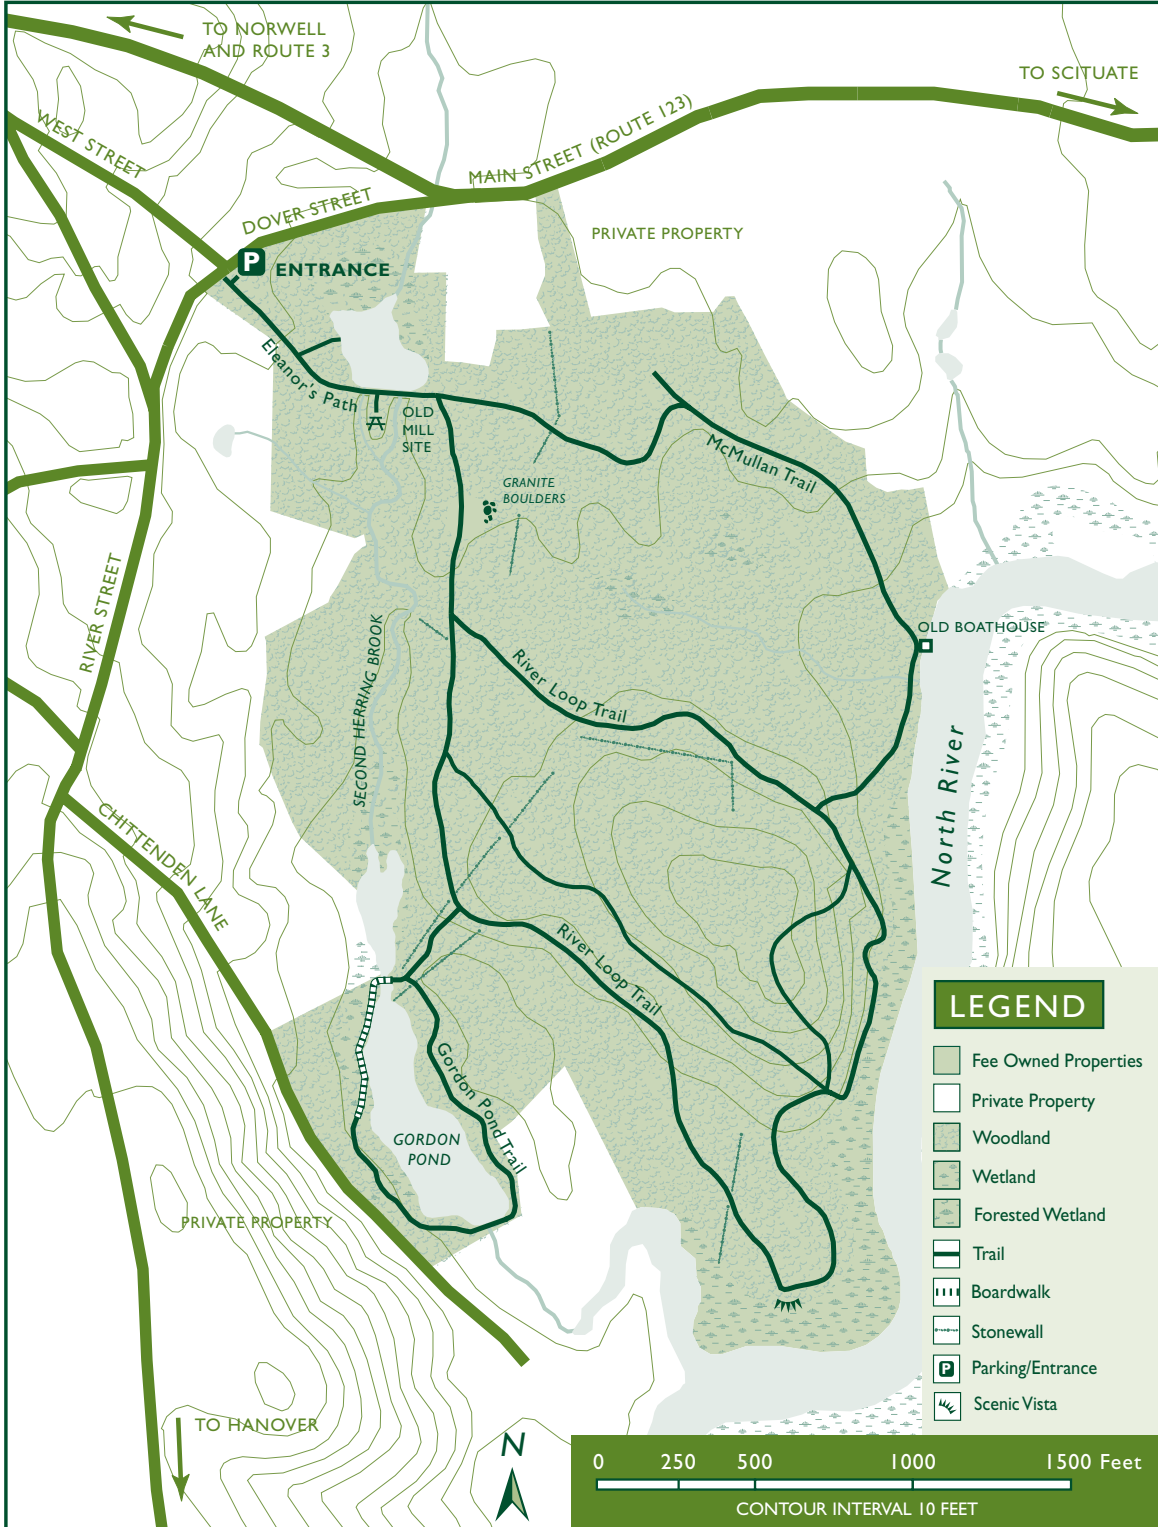 TO NORWELL
AND ROUTE 3
TO SCITUATE
WEST STREET
MAIN STREET (ROUTE 123)
DOVER STREET
PRIVATE PROPERTY
P
ENTRANCE
Eleanor's Path
OLD
MILL
SITE
McMullan Trail
GRANITE
BOULDERS
RIVER STREET
OLD BOATHOUSE
SECOND HERRING BROOK
River Loop Trail
North River
CHITTENDEN LANE
River Loop Trail
Gordon Pond Trail
GORDON
POND
PRIVATE PROPERTY
TO HANOVER
N
LEGEND
Fee Owned Properties
Private Property
Woodland
Wetland
Forested Wetland
Trail
Boardwalk
Stonewall
P Parking/Entrance
Scenic Vista
0 250 500 1000 1500 Feet
CONTOUR INTERVAL 10 FEET